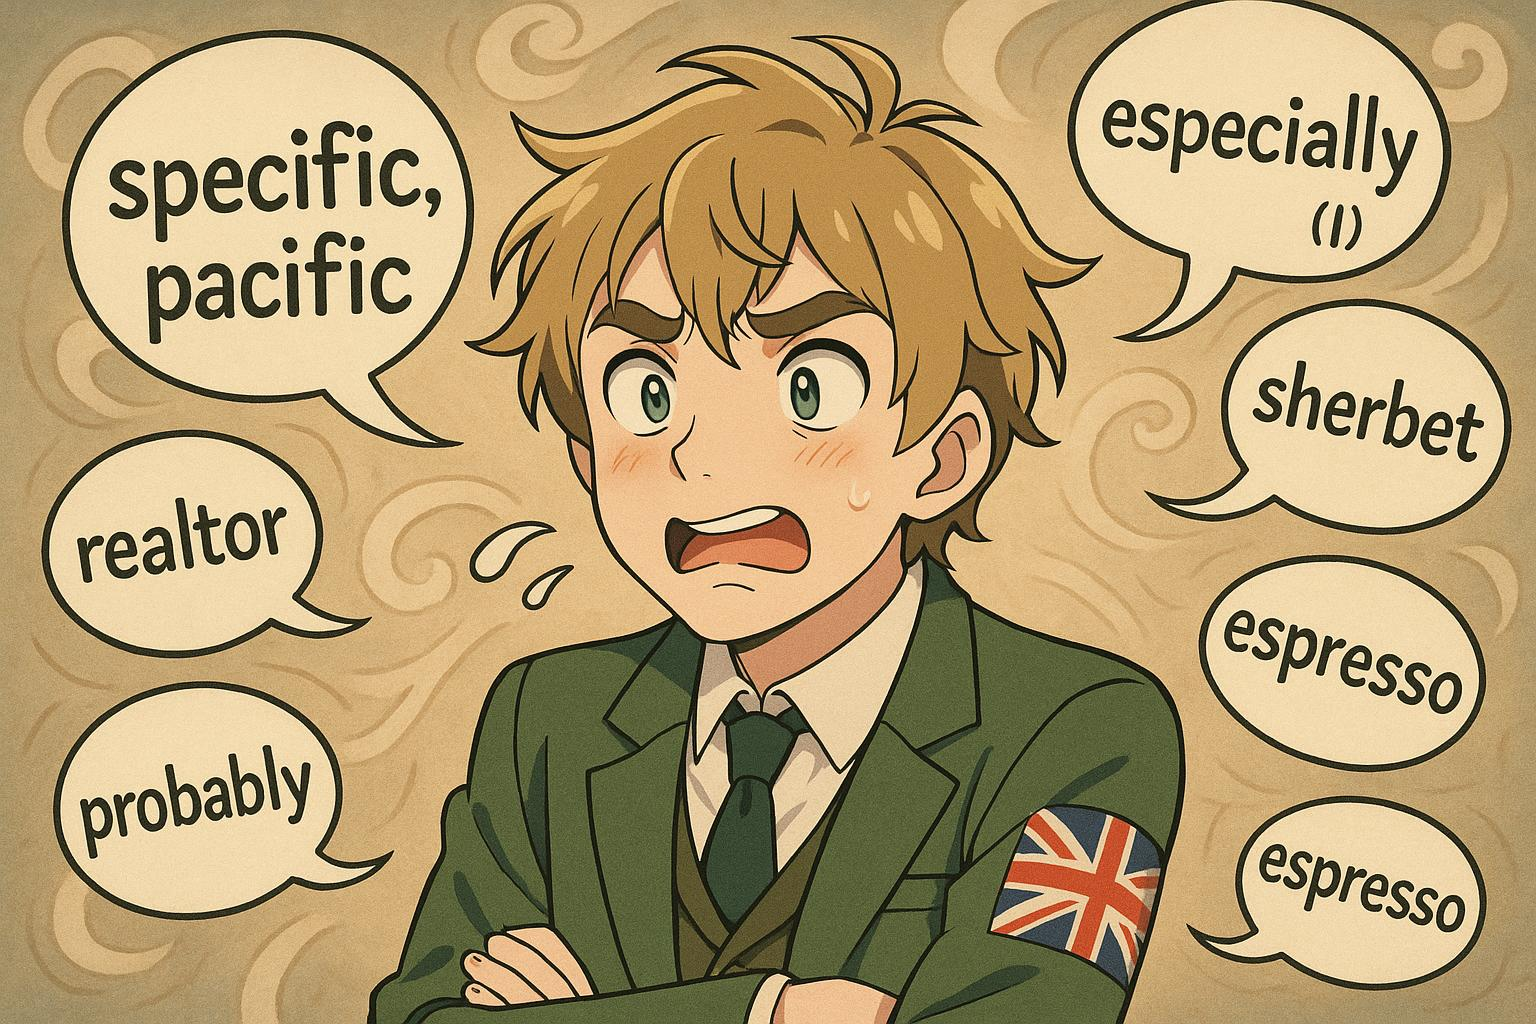 specific,
pacific
realtor
probably
especially
(l)
sherbet
espresso
espresso